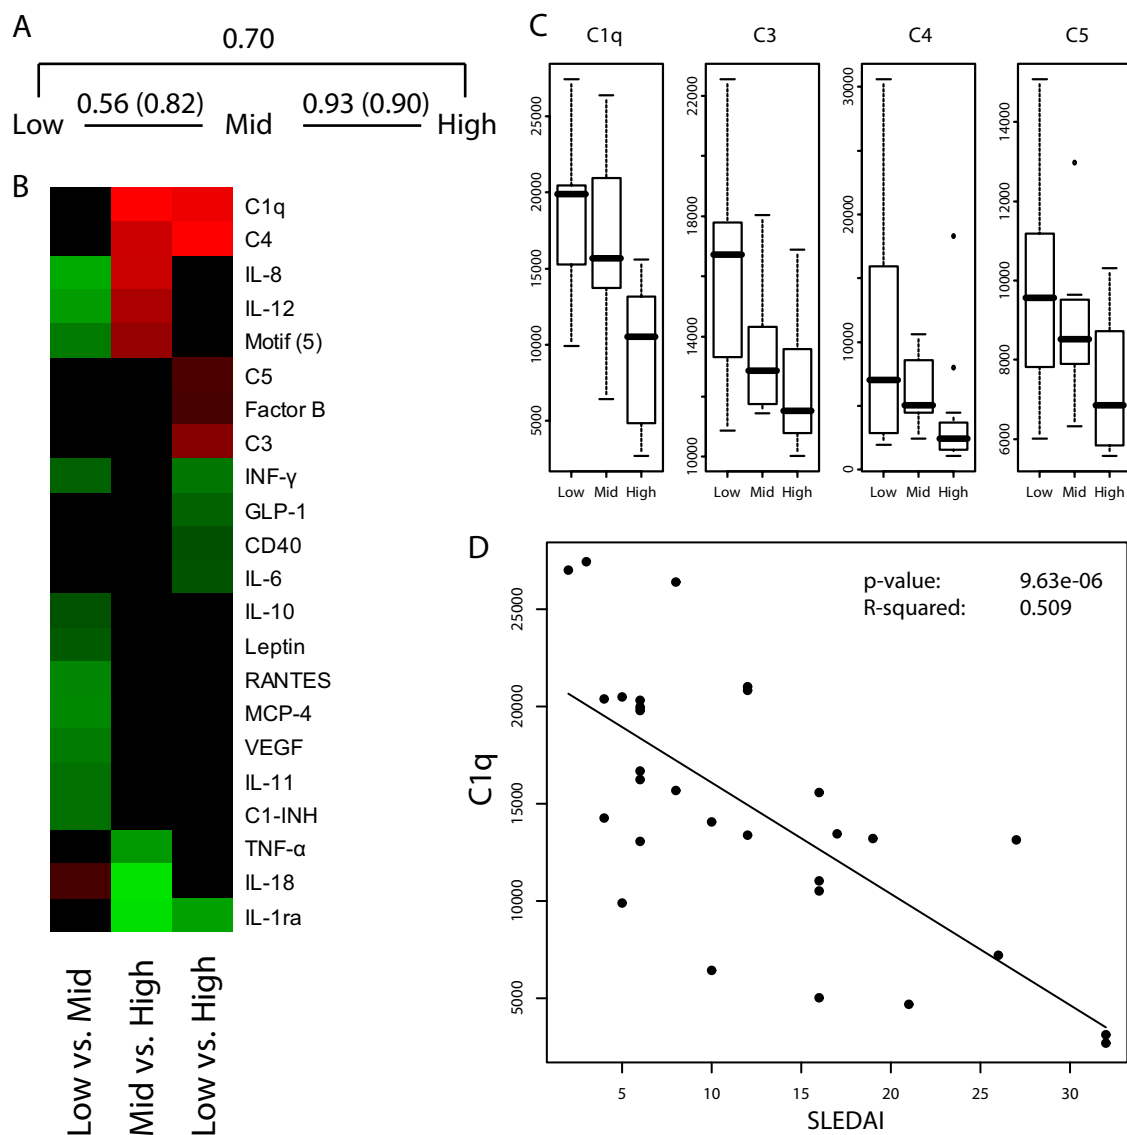 A
0.70
0.56 (0.82)
0.93 (0.90)
Low
Mid
High
B
C1q
C4
IL-8
IL-12
Motif (5)
C5
Factor B
C3
INF-γ
GLP-1
CD40
IL-6
IL-10
Leptin
RANTES
MCP-4
VEGF
IL-11
C1-INH
TNF-α
IL-18
IL-1ra
Low vs. Mid
Mid vs. High
Low vs. High
C
C1q
25000
20000
15000
10000
5000
Low Mid High
C3
22000
18000
14000
10000
Low Mid High
C4
30000
20000
10000
0
Low Mid High
C5
14000
12000
10000
8000
6000
Low Mid High
D
p-value: 9.63e-06
R-squared: 0.509
C1q
25000
20000
15000
10000
5000
5 10 15 20 25 30
SLEDAI